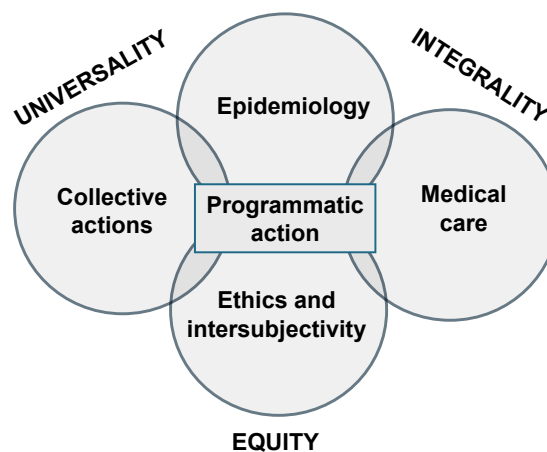 UNIVERSALITY
INTEGRALITY
Epidemiology
Collective
actions
Programmatic
action
Medical
care
Ethics and
intersubjectivity
EQUITY